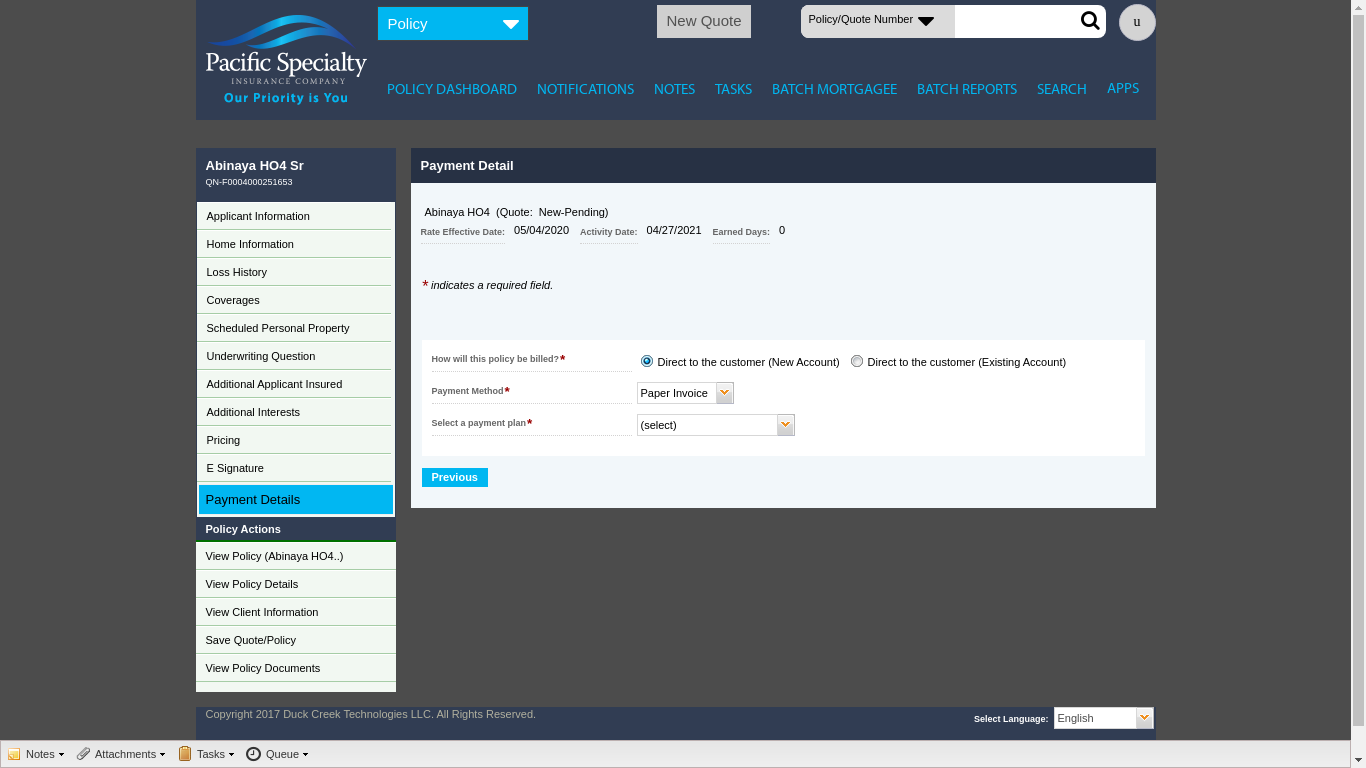 Policy
New Quote
Policy/Quote Number
u
Pacific Specialty
INSURANCE COMPANY
Our Priority is You
POLICY DASHBOARD NOTIFICATIONS NOTES TASKS BATCH MORTGAGEE BATCH REPORTS SEARCH APPS
Abinaya HO4 Sr
QN-F0004000251653
Applicant Information
Home Information
Loss History
Coverages
Scheduled Personal Property
Underwriting Question
Additional Applicant Insured
Additional Interests
Pricing
E Signature
Payment Details
Policy Actions
View Policy (Abinaya HO4..)
View Policy Details
View Client Information
Save Quote/Policy
View Policy Documents
Payment Detail
Abinaya HO4 (Quote: New-Pending)
Rate Effective Date: 05/04/2020 Activity Date: 04/27/2021 Earned Days: 0
* indicates a required field.
How will this policy be billed?* Direct to the customer (New Account) Direct to the customer (Existing Account)
Payment Method* Paper Invoice
Select a payment plan* (select)
Previous
Copyright 2017 Duck Creek Technologies LLC. All Rights Reserved.
Select Language: English
Notes Attachments Tasks Queue